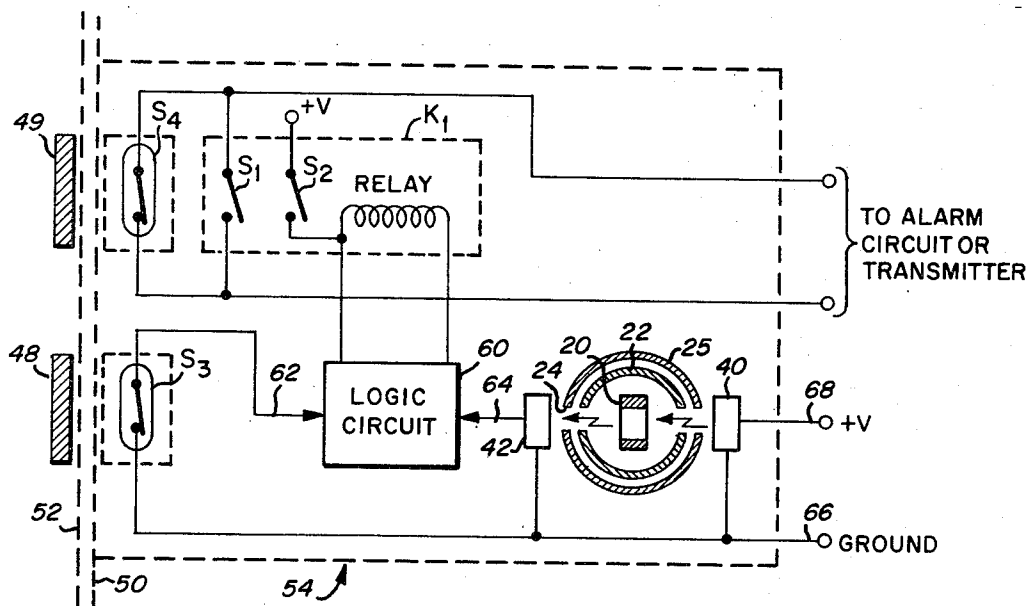 +V
K1
49
S4
S1
S2
RELAY
TO ALARM
CIRCUIT OR
TRANSMITTER
48
S3
62
LOGIC
CIRCUIT
60
64
42
24
20
22
25
40
68
+V
52
66
GROUND
50
54